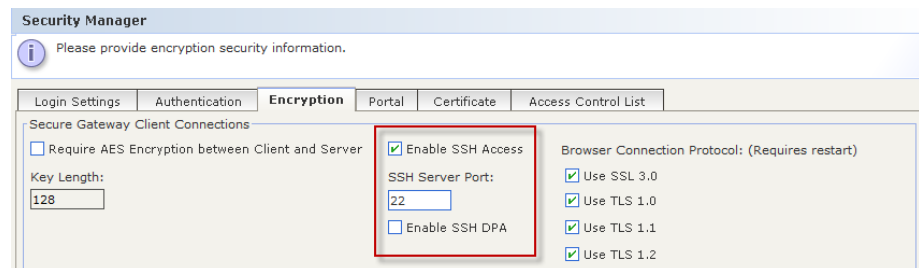 Security Manager
i Please provide encryption security information.
Login Settings Authentication Encryption Portal Certificate Access Control List
Secure Gateway Client Connections
Require AES Encryption between Client and Server Enable SSH Access Browser Connection Protocol: (Requires restart)
Key Length: SSH Server Port: Use SSL 3.0
128 22 Use TLS 1.0
Enable SSH DPA Use TLS 1.1
Use TLS 1.2